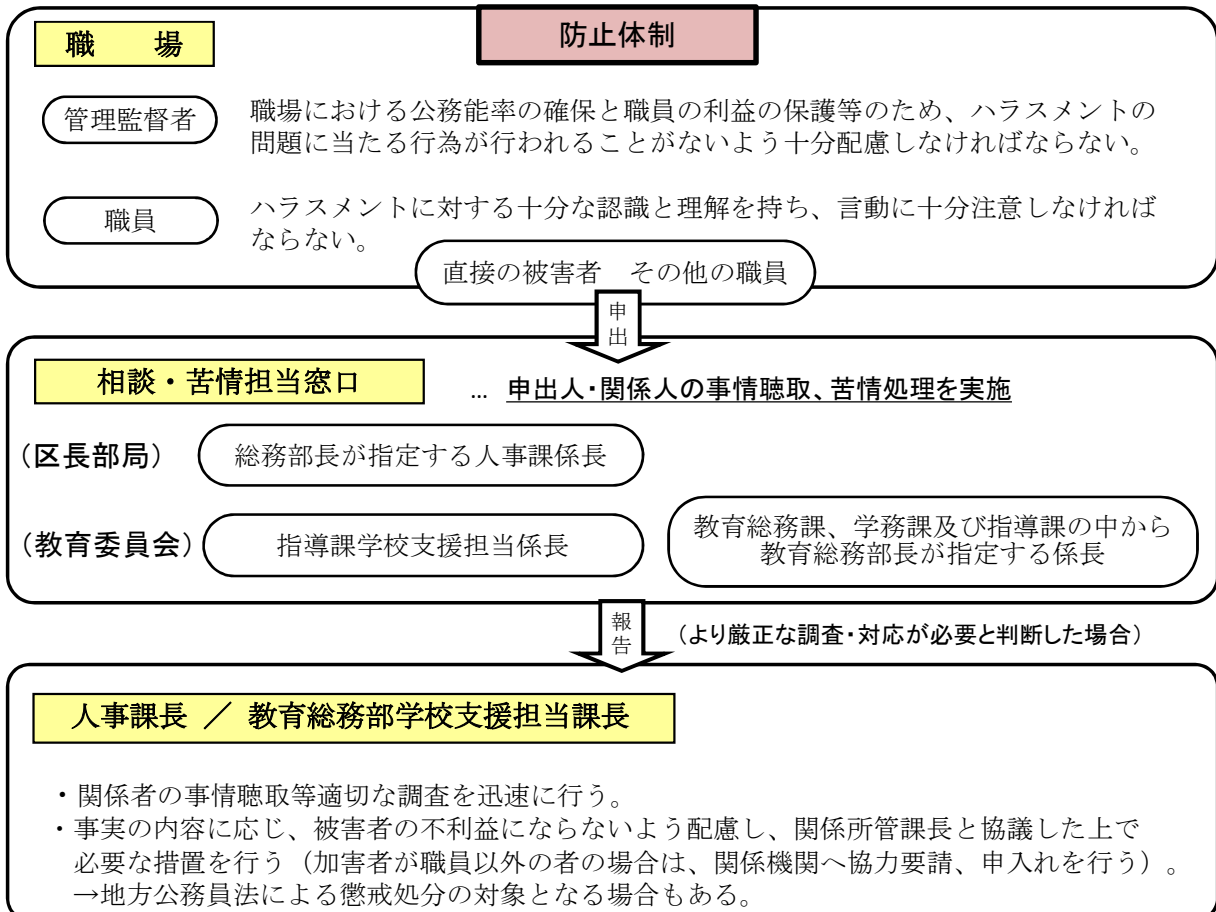 防止体制
職　場
管理監督者
職場における公務能率の確保と職員の利益の保護等のため、ハラスメントの
問題に当たる行為が行われることがないよう十分配慮しなければならない。
職員
ハラスメントに対する十分な認識と理解を持ち、言動に十分注意しなければ
ならない。
直接の被害者　その他の職員
申出
相談・苦情担当窓口
… 申出人・関係人の事情聴取、苦情処理を実施
（区長部局）
総務部長が指定する人事課係長
（教育委員会）
指導課学校支援担当係長
教育総務課、学務課及び指導課の中から
教育総務部長が指定する係長
報告
（より厳正な調査・対応が必要と判断した場合）
人事課長 ／ 教育総務部学校支援担当課長
・関係者の事情聴取等適切な調査を迅速に行う。
・事実の内容に応じ、被害者の不利益にならないよう配慮し、関係所管課長と協議した上で
必要な措置を行う（加害者が職員以外の者の場合は、関係機関へ協力要請、申入れを行う）。
→地方公務員法による懲戒処分の対象となる場合もある。